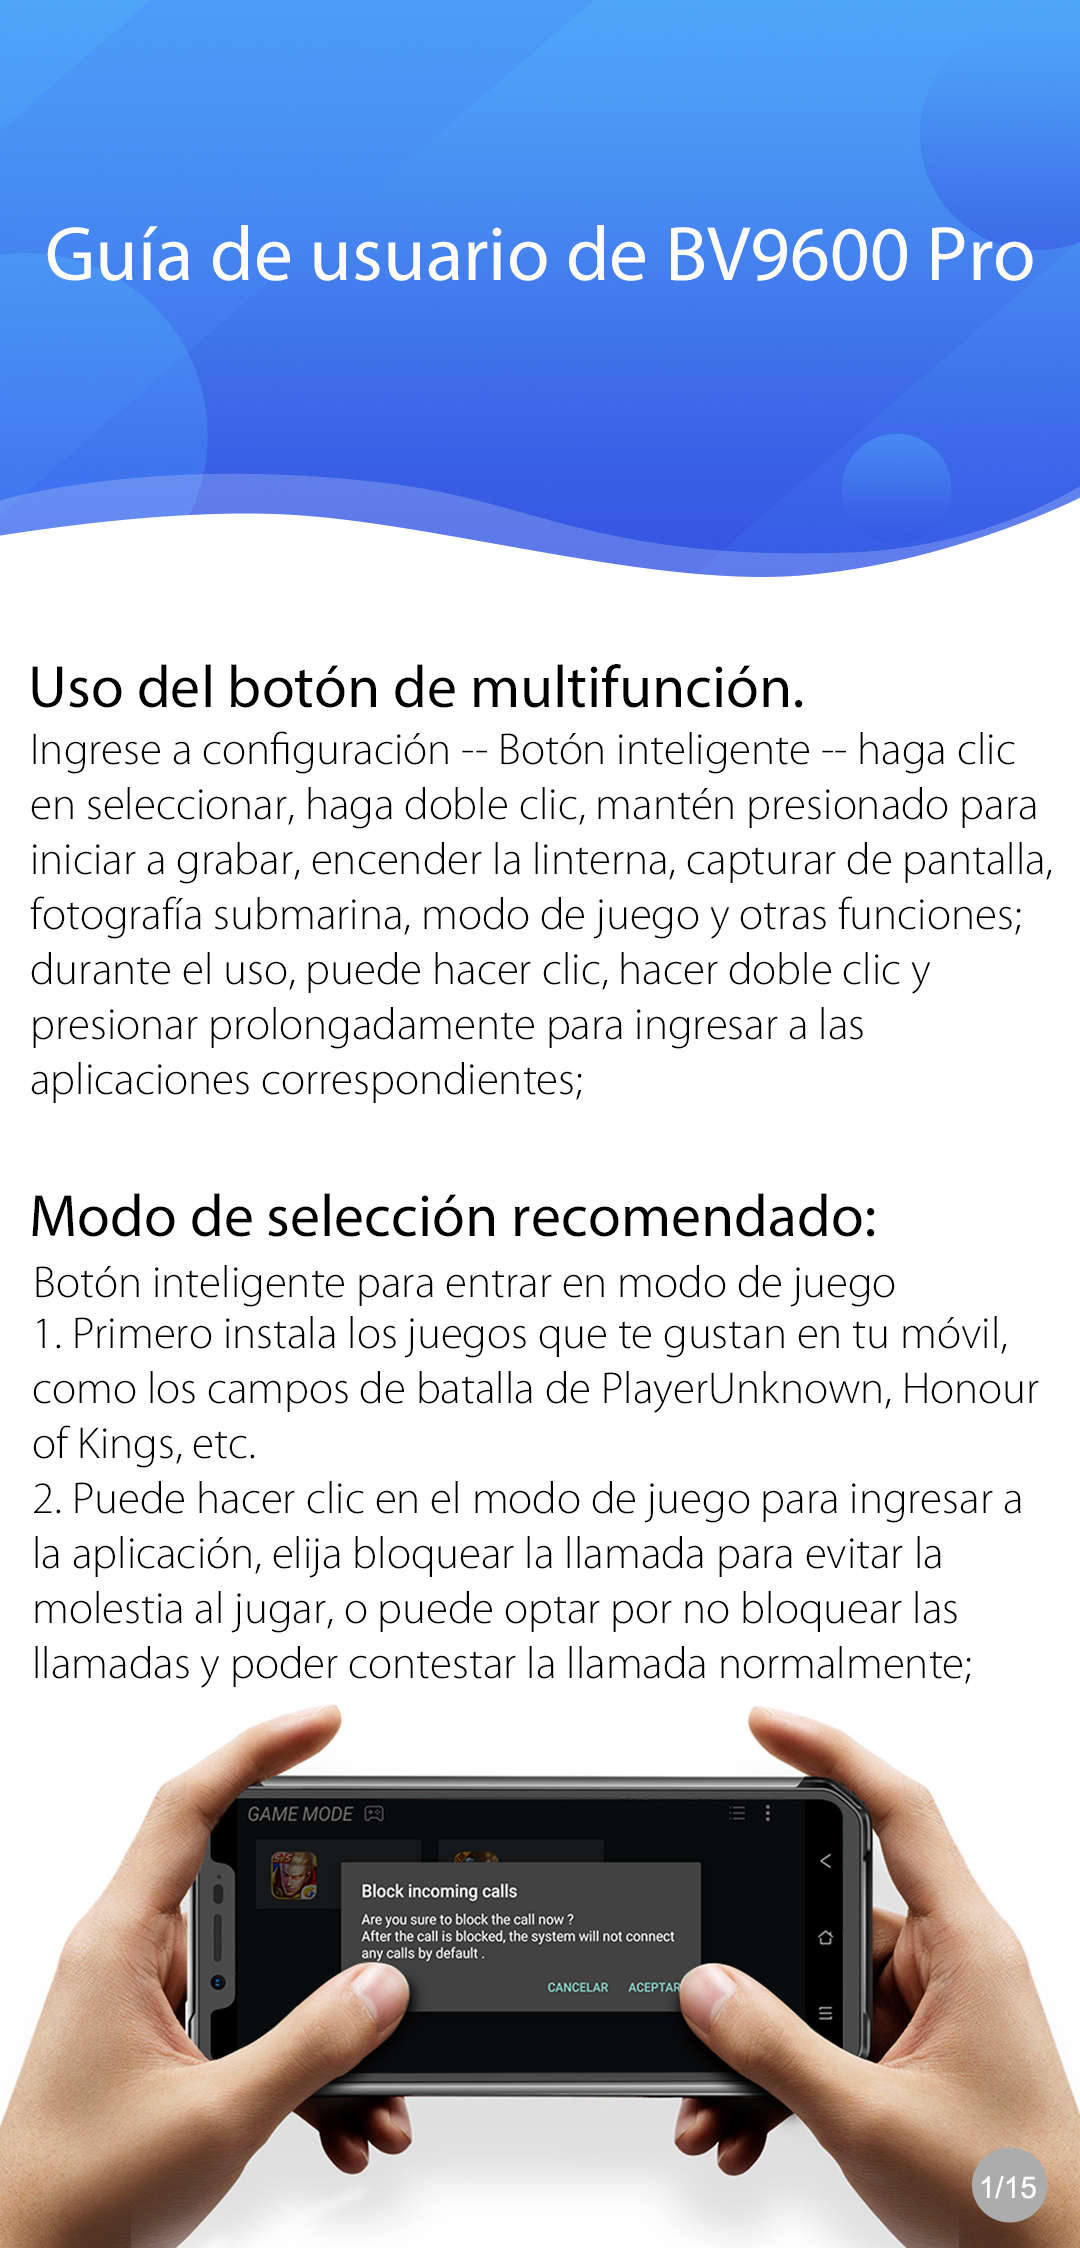 Guía de usuario de BV9600 Pro
Uso del botón de multifunción.
Ingrese a configuración -- Botón inteligente -- haga clic
en seleccionar, haga doble clic, mantén presionado para
iniciar a grabar, encender la linterna, capturar de pantalla,
fotografía submarina, modo de juego y otras funciones;
durante el uso, puede hacer clic, hacer doble clic y
presionar prolongadamente para ingresar a las
aplicaciones correspondientes;
Modo de selección recomendado:
Botón inteligente para entrar en modo de juego
1. Primero instala los juegos que te gustan en tu móvil,
como los campos de batalla de PlayerUnknown, Honour
of Kings, etc.
2. Puede hacer clic en el modo de juego para ingresar a
la aplicación, elija bloquear la llamada para evitar la
molestia al jugar, o puede optar por no bloquear las
llamadas y poder contestar la llamada normalmente;
GAME MODE
5V5
Block incoming calls
Are you sure to block the call now ?
After the call is blocked, the system will not connect
any calls by default .
CANCELAR ACEPTAR
1/15